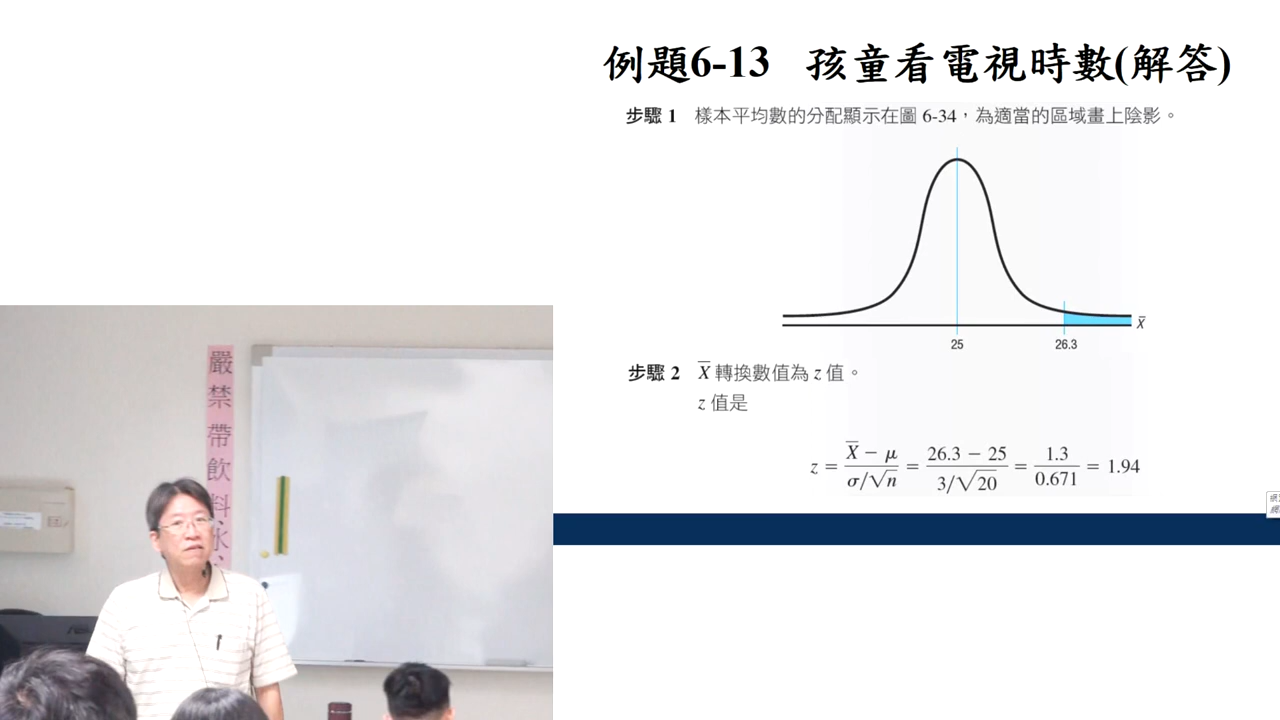 例題6-13 孩童看電視時數(解答)
步驟 1 樣本平均數的分配顯示在圖 6-34，為適當的區域畫上陰影。
X̅
25 26.3
步驟 2 X̅ 轉換數值為 z 值。
z 值是
z = (X̅ − μ)/(σ/√n) = (26.3 − 25)/(3/√20) = 1.3/0.671 = 1.94
嚴禁帶飲料、水、